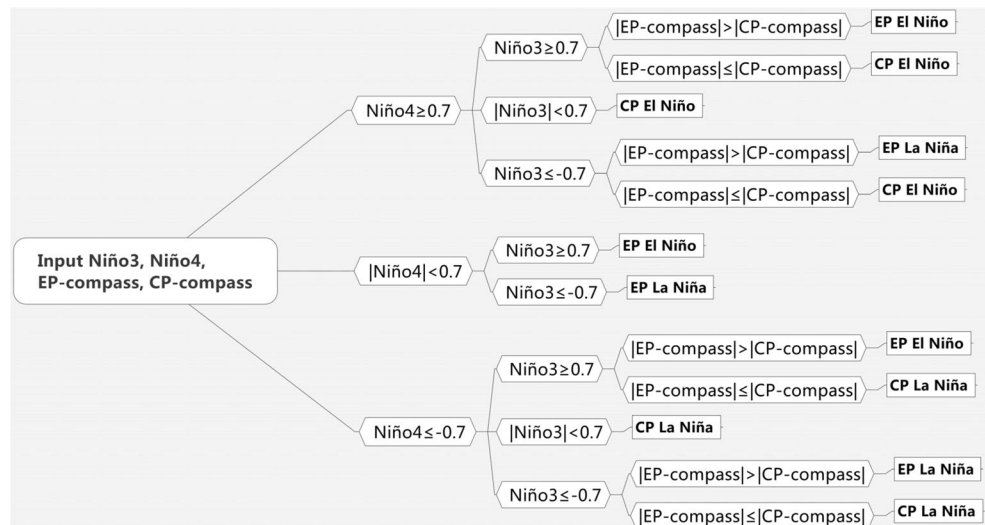 Input Niño3, Niño4,
EP-compass, CP-compass
Niño4≥0.7
Niño3≥0.7
|EP-compass|>|CP-compass|
EP El Niño
|EP-compass|≤|CP-compass|
CP El Niño
|Niño3|<0.7
CP El Niño
Niño3≤-0.7
|EP-compass|>|CP-compass|
EP La Niña
|EP-compass|≤|CP-compass|
CP El Niño
|Niño4|<0.7
Niño3≥0.7
EP El Niño
Niño3≤-0.7
EP La Niña
Niño4≤-0.7
Niño3≥0.7
|EP-compass|>|CP-compass|
EP El Niño
|EP-compass|≤|CP-compass|
CP La Niña
|Niño3|<0.7
CP La Niña
Niño3≤-0.7
|EP-compass|>|CP-compass|
EP La Niña
|EP-compass|≤|CP-compass|
CP La Niña